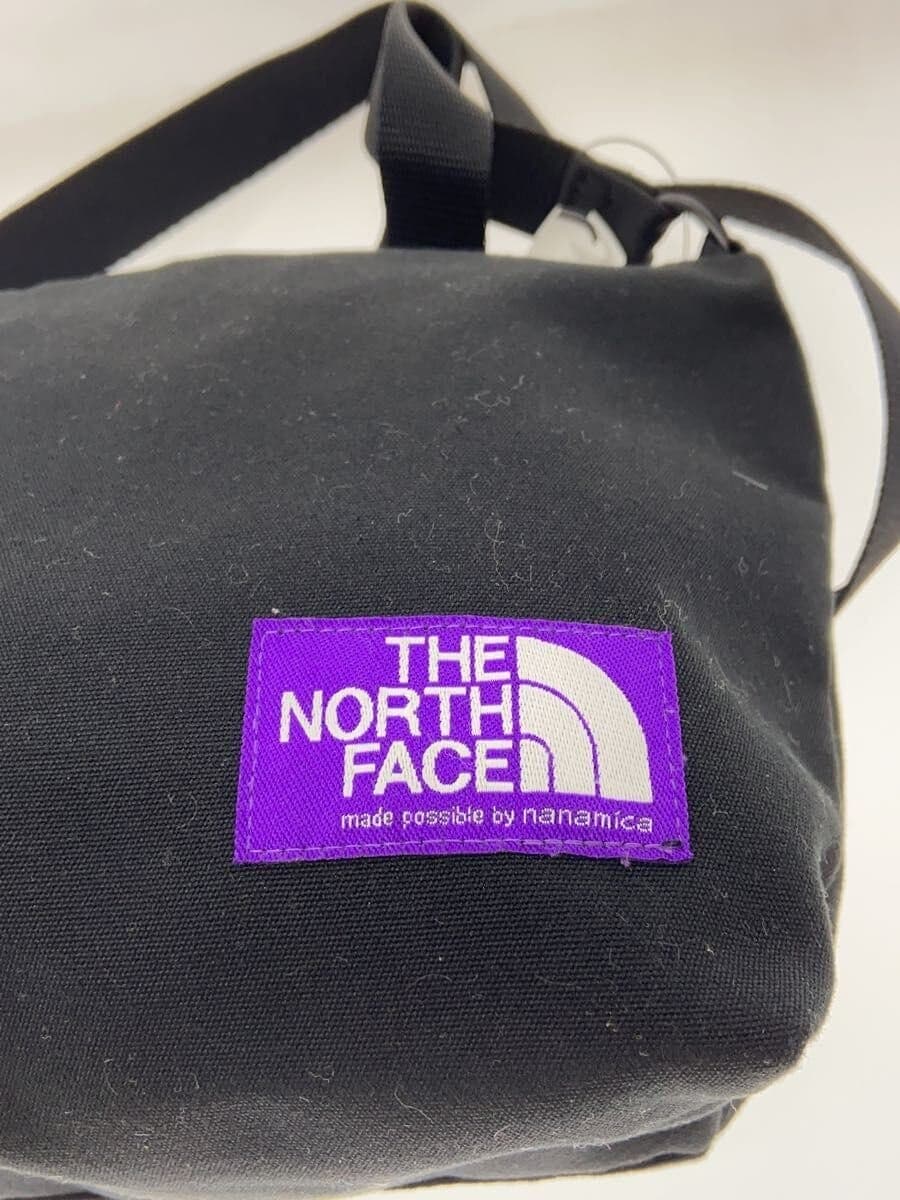 THE
NORTH
FACE
made possible by nanamica